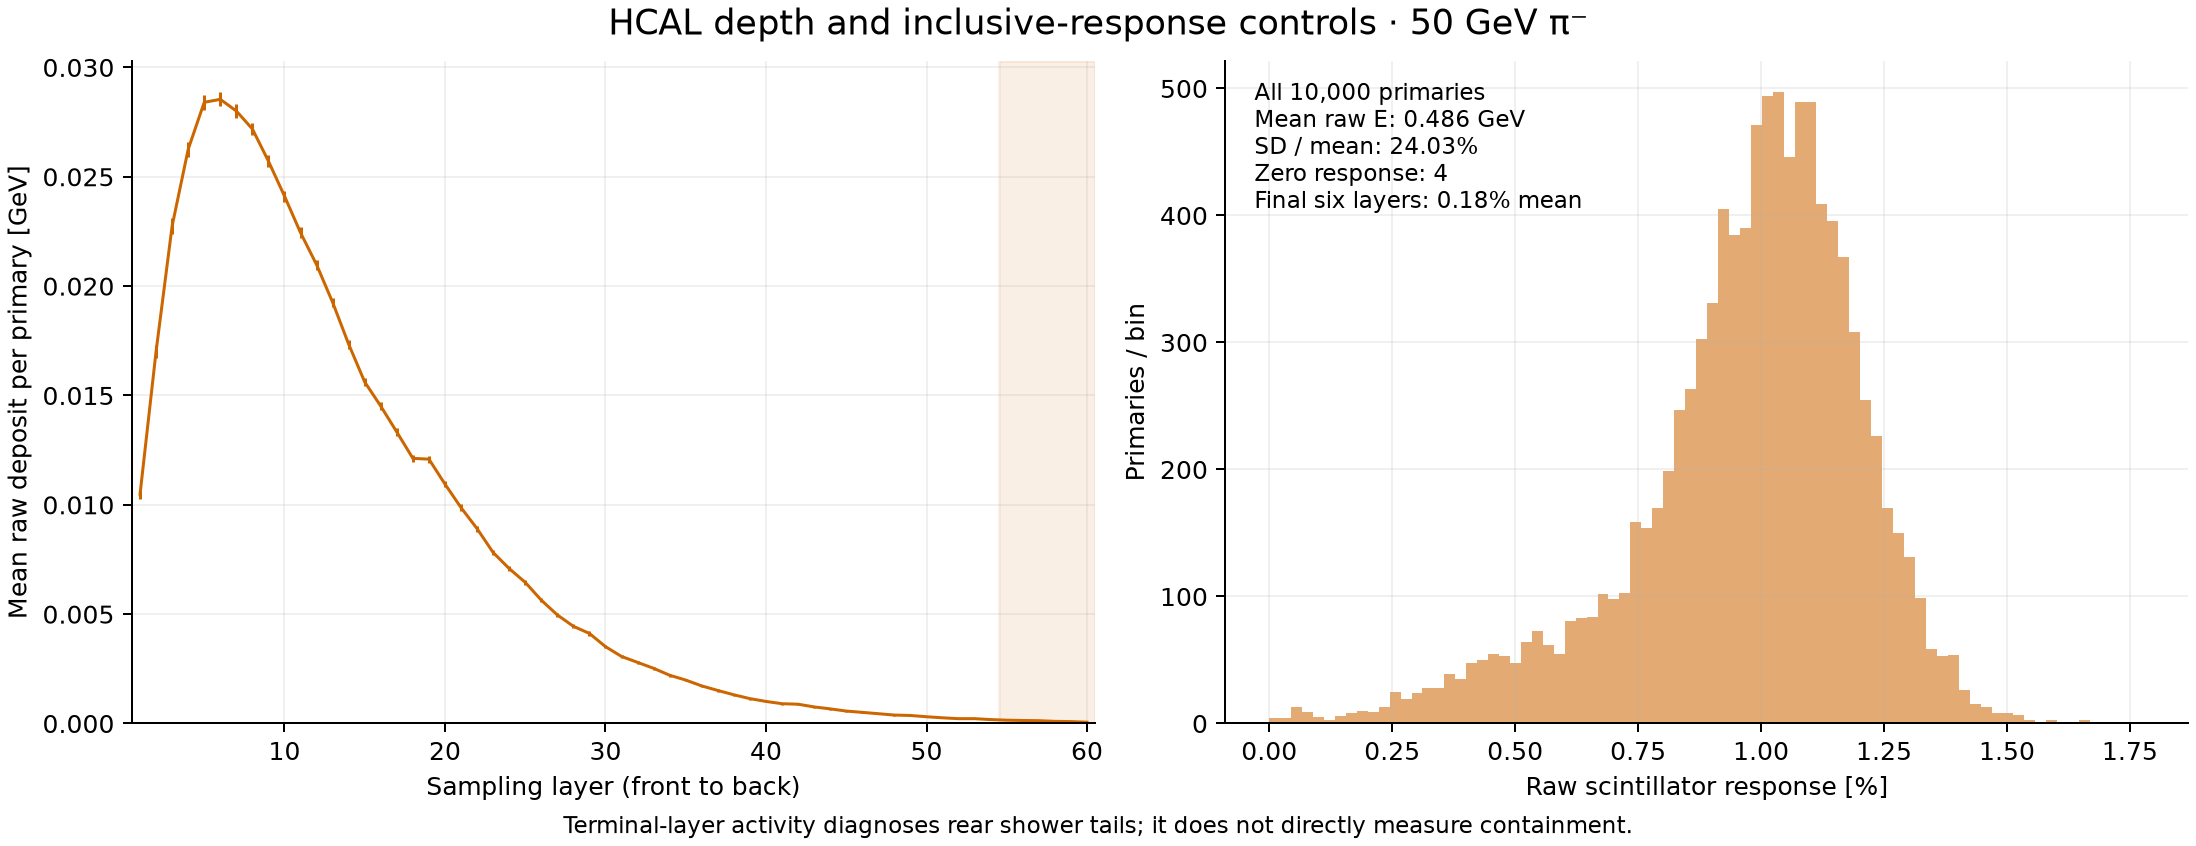 HCAL depth and inclusive-response controls · 50 GeV π⁻
Mean raw deposit per primary [GeV]
0.030
0.025
0.020
0.015
0.010
0.005
0.000
10
20
30
40
50
60
Sampling layer (front to back)
Primaries / bin
500
400
300
200
100
0
All 10,000 primaries
Mean raw E: 0.486 GeV
SD / mean: 24.03%
Zero response: 4
Final six layers: 0.18% mean
0.00
0.25
0.50
0.75
1.00
1.25
1.50
1.75
Raw scintillator response [%]
Terminal-layer activity diagnoses rear shower tails; it does not directly measure containment.